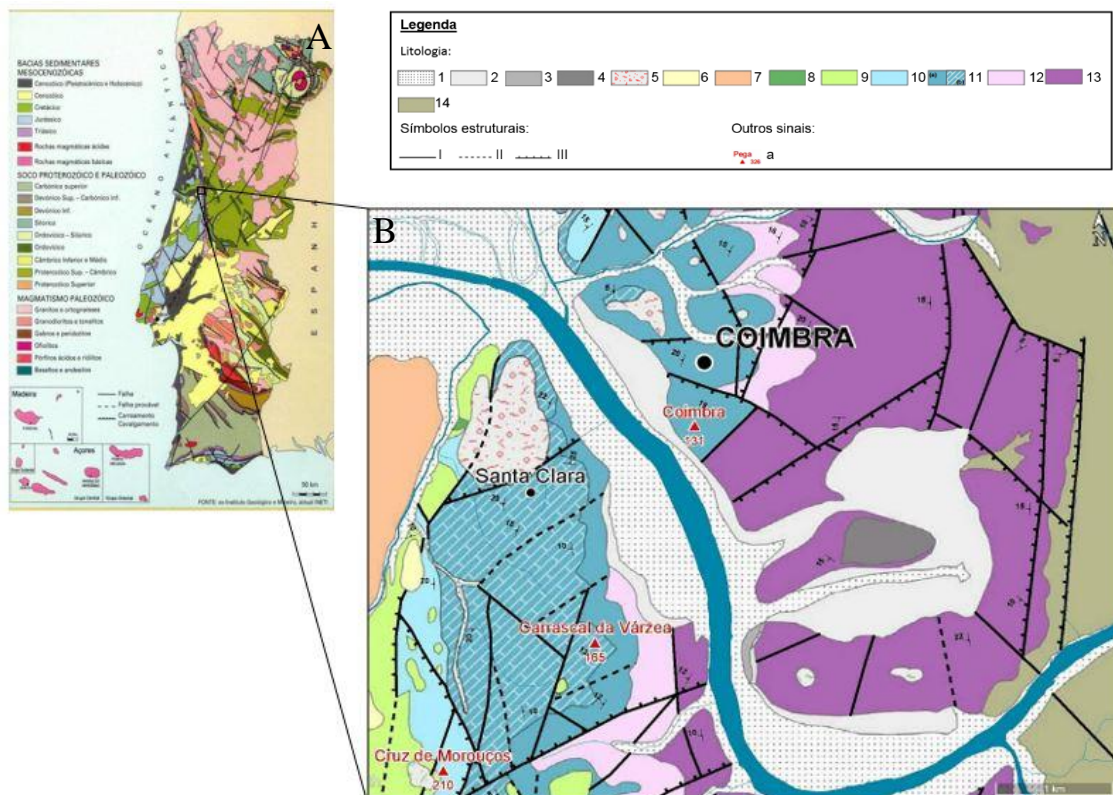 A
BACIAS SEDIMENTARES
MESOCENOZÓICAS
Cenozóico (Pleistocénico e Holocénico)
Cenozóico
Cretácico
Jurássico
Triásico
Rochas magmáticas ácidas
Rochas magmáticas básicas
SOCO PROTEROZÓICO E PALEOZÓICO
Carbónico superior
Devónico Sup. – Carbónico Inf.
Devónico Inf.
Silúrico
Ordovícico – Silúrico
Ordovícico
Câmbrico Inferior e Médio
Proterozóico Sup. – Câmbrico
Proterozóico Superior
MAGMATISMO PALEOZÓICO
Granitos e ortognaisses
Granodioritos e tonalitos
Gabros e peridotitos
Ofiolitos
Pórfiros ácidos e riólitos
Basaltos e andesitos
OCEANO ATLÂNTICO
ESPANHA
Madeira
Açores
Falha
Falha provável
Carreamento
Cavalgamento
50 km
Legenda
Litologia:
1 2 3 4 5 6 7 8 9 10 11 12 13
14
Símbolos estruturais:
Outros sinais:
I II III
Pega
a
B
COIMBRA
Coimbra
131
Santa Clara
Carrascal da Várzea
165
Cruz de Morouços
210
1 km